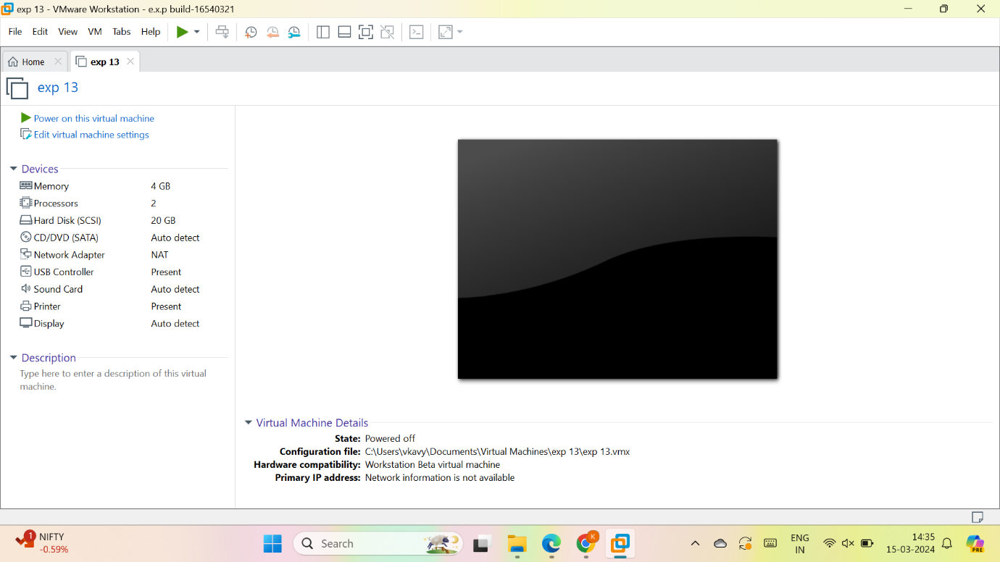 exp 13 - VMware Workstation - e.x.p build-16540321
File Edit View VM Tabs Help
Home
exp 13
exp 13
Power on this virtual machine
Edit virtual machine settings
Devices
Memory 4 GB
Processors 2
Hard Disk (SCSI) 20 GB
CD/DVD (SATA) Auto detect
Network Adapter NAT
USB Controller Present
Sound Card Auto detect
Printer Present
Display Auto detect
Description
Type here to enter a description of this virtual
machine.
Virtual Machine Details
State: Powered off
Configuration file: C:\Users\vkavy\Documents\Virtual Machines\exp 13\exp 13.vmx
Hardware compatibility: Workstation Beta virtual machine
Primary IP address: Network information is not available
1
NIFTY
-0.59%
Search
K
ENG
IN
14:35
15-03-2024
PRE